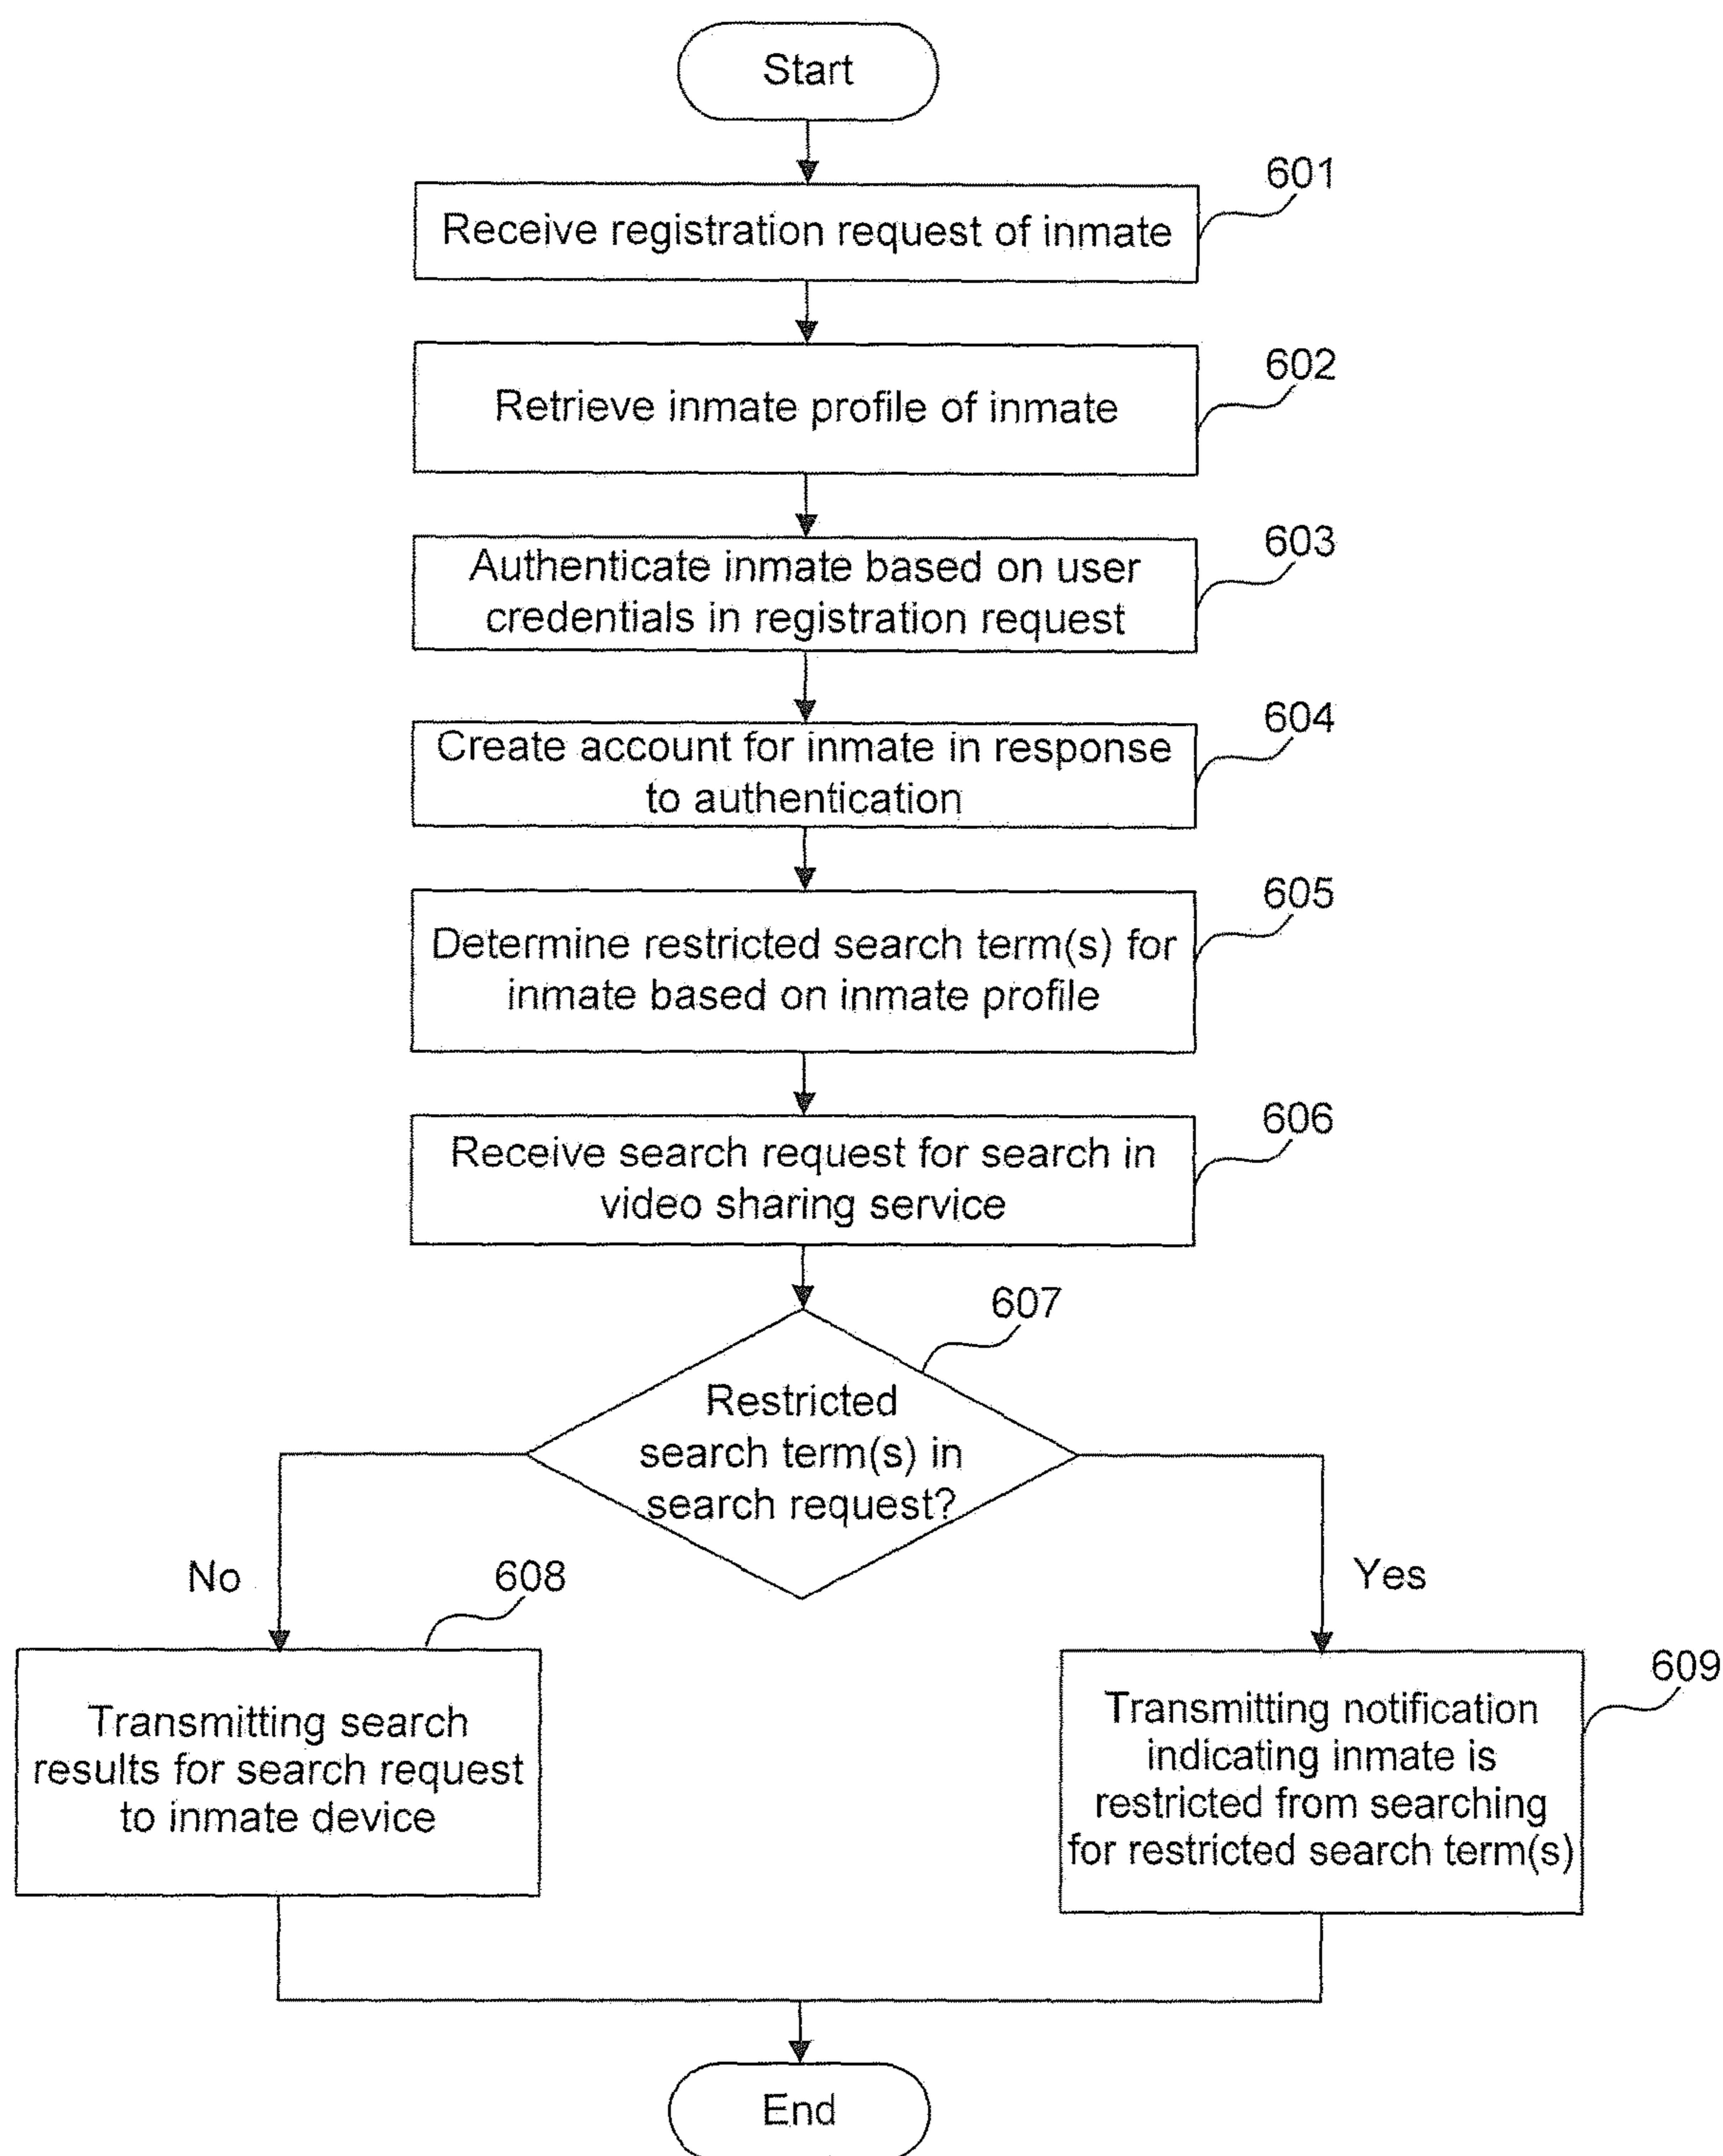 Start
601
Receive registration request of inmate
602
Retrieve inmate profile of inmate
603
Authenticate inmate based on user
credentials in registration request
604
Create account for inmate in response
to authentication
605
Determine restricted search term(s) for
inmate based on inmate profile
606
Receive search request for search in
video sharing service
607
Restricted
search term(s) in
search request?
No
608
Yes
609
Transmitting search
results for search request
to inmate device
Transmitting notification
indicating inmate is
restricted from searching
for restricted search term(s)
End